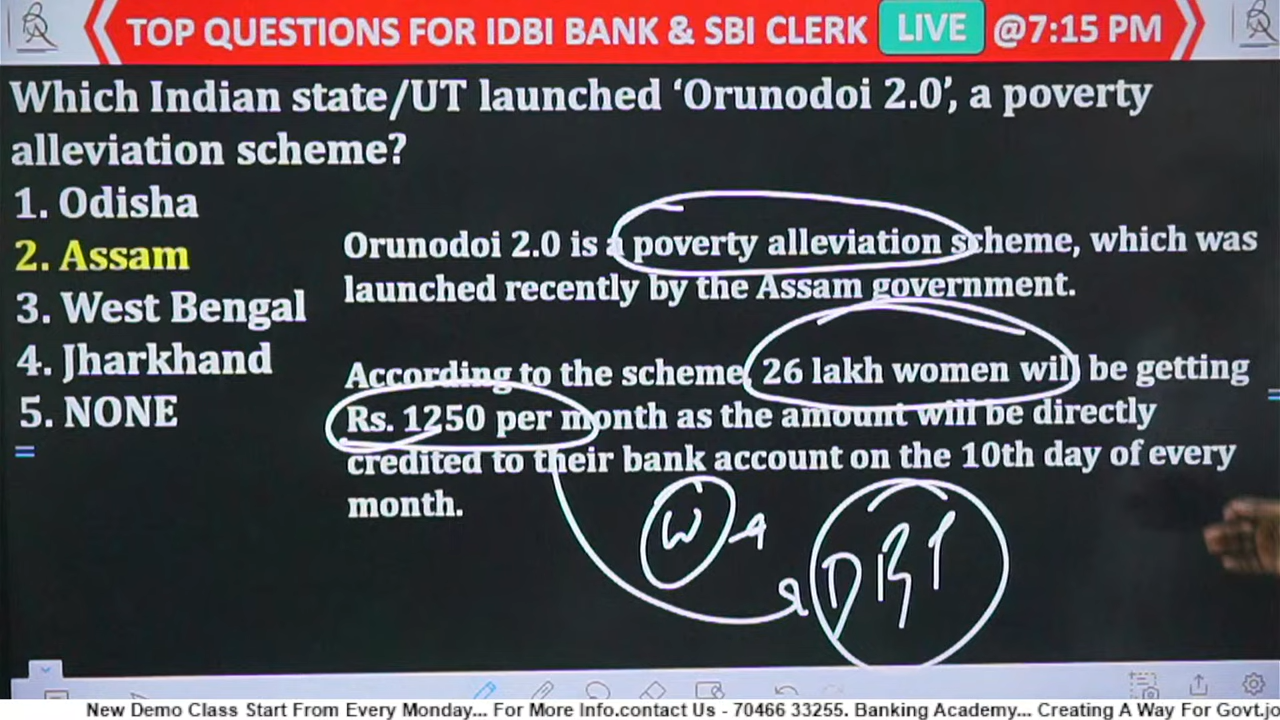 TOP QUESTIONS FOR IDBI BANK & SBI CLERK LIVE @7:15 PM
Which Indian state/UT launched ‘Orunodoi 2.0’, a poverty
alleviation scheme?
1. Odisha
2. Assam
3. West Bengal
4. Jharkhand
5. NONE
Orunodoi 2.0 is a poverty alleviation scheme, which was
launched recently by the Assam government.
According to the scheme, 26 lakh women will be getting
Rs. 1250 per month as the amount will be directly
credited to their bank account on the 10th day of every
month.
W
DBT
New Demo Class Start From Every Monday... For More Info.contact Us - 70466 33255. Banking Academy... Creating A Way For Govt.jo